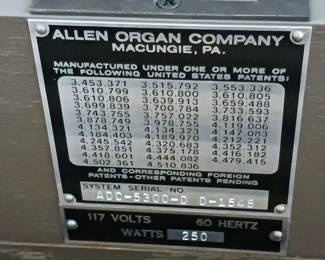 ALLEN ORGAN COMPANY
MACUNGIE, PA.
MANUFACTURED UNDER ONE OR MORE OF
THE FOLLOWING UNITED STATES PATENTS:
3,453,371 3,515,792 3,553,336
3,610,799 3,610,800 3,610,805
3,610,806 3,639,913 3,659,488
3,699,839 3,700,784 3,733,593
3,743,755 3,757,022 3,816,637
3,878,749 3,978,755 4,119,006
4,134,321 4,134,323 4,147,083
4,184,403 4,189,970 4,212,221
4,245,542 4,320,683 4,352,312
4,357,851 4,375,178 4,416,182
4,418,601 4,444,082 4,479,415
4,502,361 4,510,836
AND CORRESPONDING FOREIGN
PATENTS-OTHER PATENTS PENDING
SYSTEM SERIAL NO.
ADC-5300-D D-1546
117 VOLTS 60 HERTZ
WATTS 250